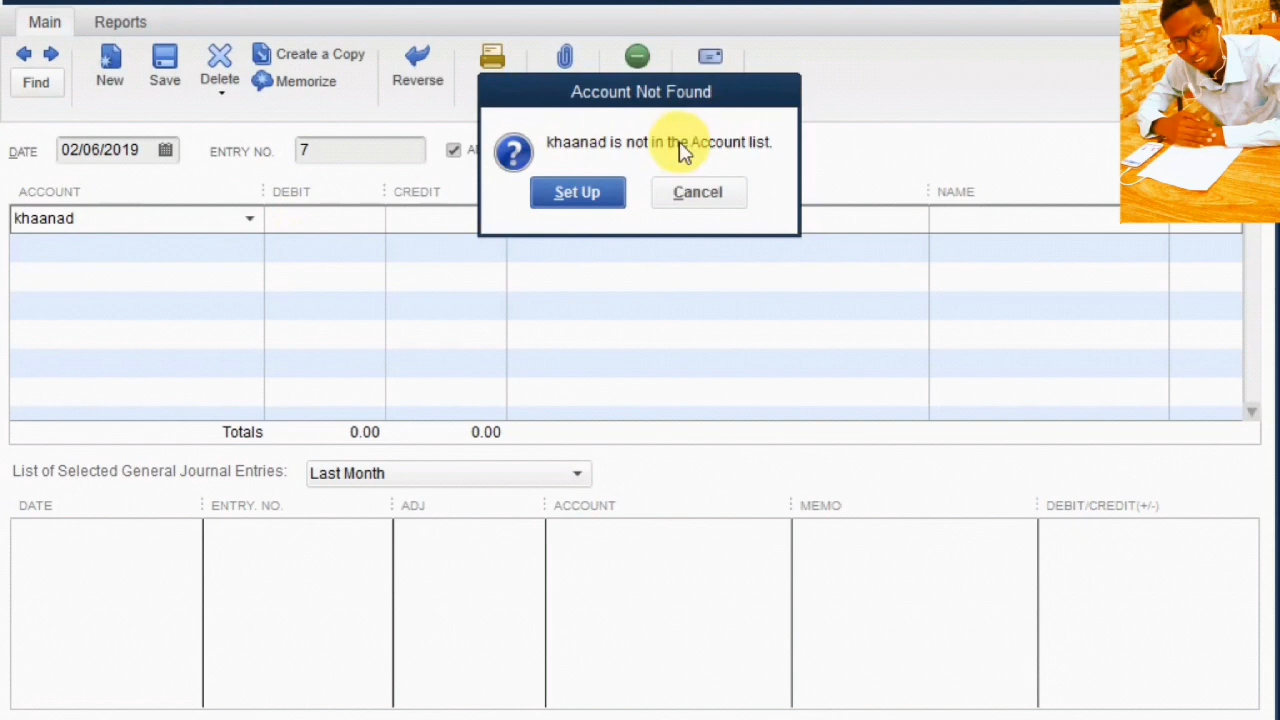 Main
Reports
Find
New
Save
Delete
Create a Copy
Memorize
Reverse
Account Not Found
khaanad is not in the Account list.
Set Up
Cancel
DATE
02/06/2019
ENTRY NO.
7
ACCOUNT
DEBIT
CREDIT
NAME
khaanad
Totals
0.00
0.00
List of Selected General Journal Entries:
Last Month
DATE
ENTRY. NO.
ADJ
ACCOUNT
MEMO
DEBIT/CREDIT(+/-)